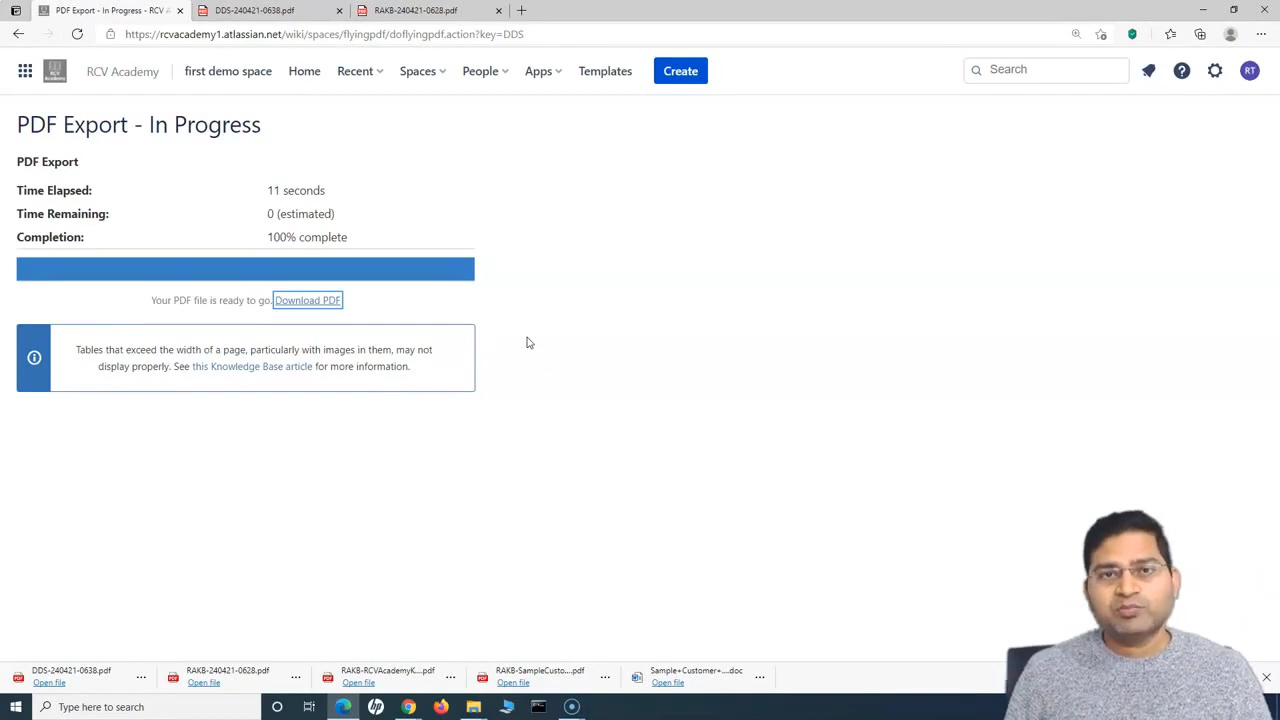 PDF Export - In Progress - RCV A
DDS-240421-0638.pdf
RAKB-240421-0628.pdf
https://rcvacademy1.atlassian.net/wiki/spaces/flyingpdf/doflyingpdf.action?key=DDS
RCV Academy
RCV Academy first demo space Home Recent Spaces People Apps Templates Create Search RT
PDF Export - In Progress
PDF Export
Time Elapsed: 11 seconds
Time Remaining: 0 (estimated)
Completion: 100% complete
Your PDF file is ready to go. Download PDF
Tables that exceed the width of a page, particularly with images in them, may not
display properly. See this Knowledge Base article for more information.
DDS-240421-0638.pdf RAKB-240421-0628.pdf RAKB-RCVAcademyK....pdf RAKB-SampleCusto....pdf Sample+Customer+....doc
Open file Open file Open file Open file Open file
Type here to search